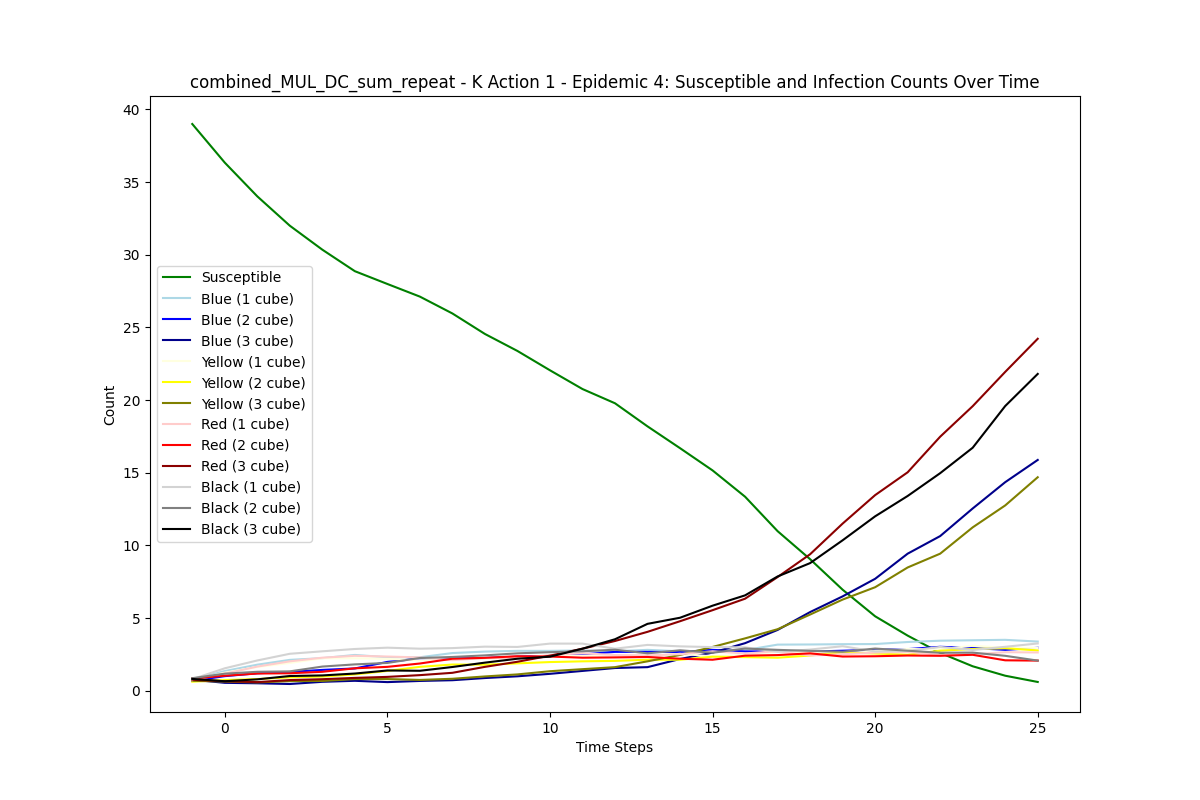 combined_MUL_DC_sum_repeat - K Action 1 - Epidemic 4: Susceptible and Infection Counts Over Time
40
35
30
25
20
15
10
5
0
Count
Susceptible
Blue (1 cube)
Blue (2 cube)
Blue (3 cube)
Yellow (1 cube)
Yellow (2 cube)
Yellow (3 cube)
Red (1 cube)
Red (2 cube)
Red (3 cube)
Black (1 cube)
Black (2 cube)
Black (3 cube)
0 5 10 15 20 25
Time Steps